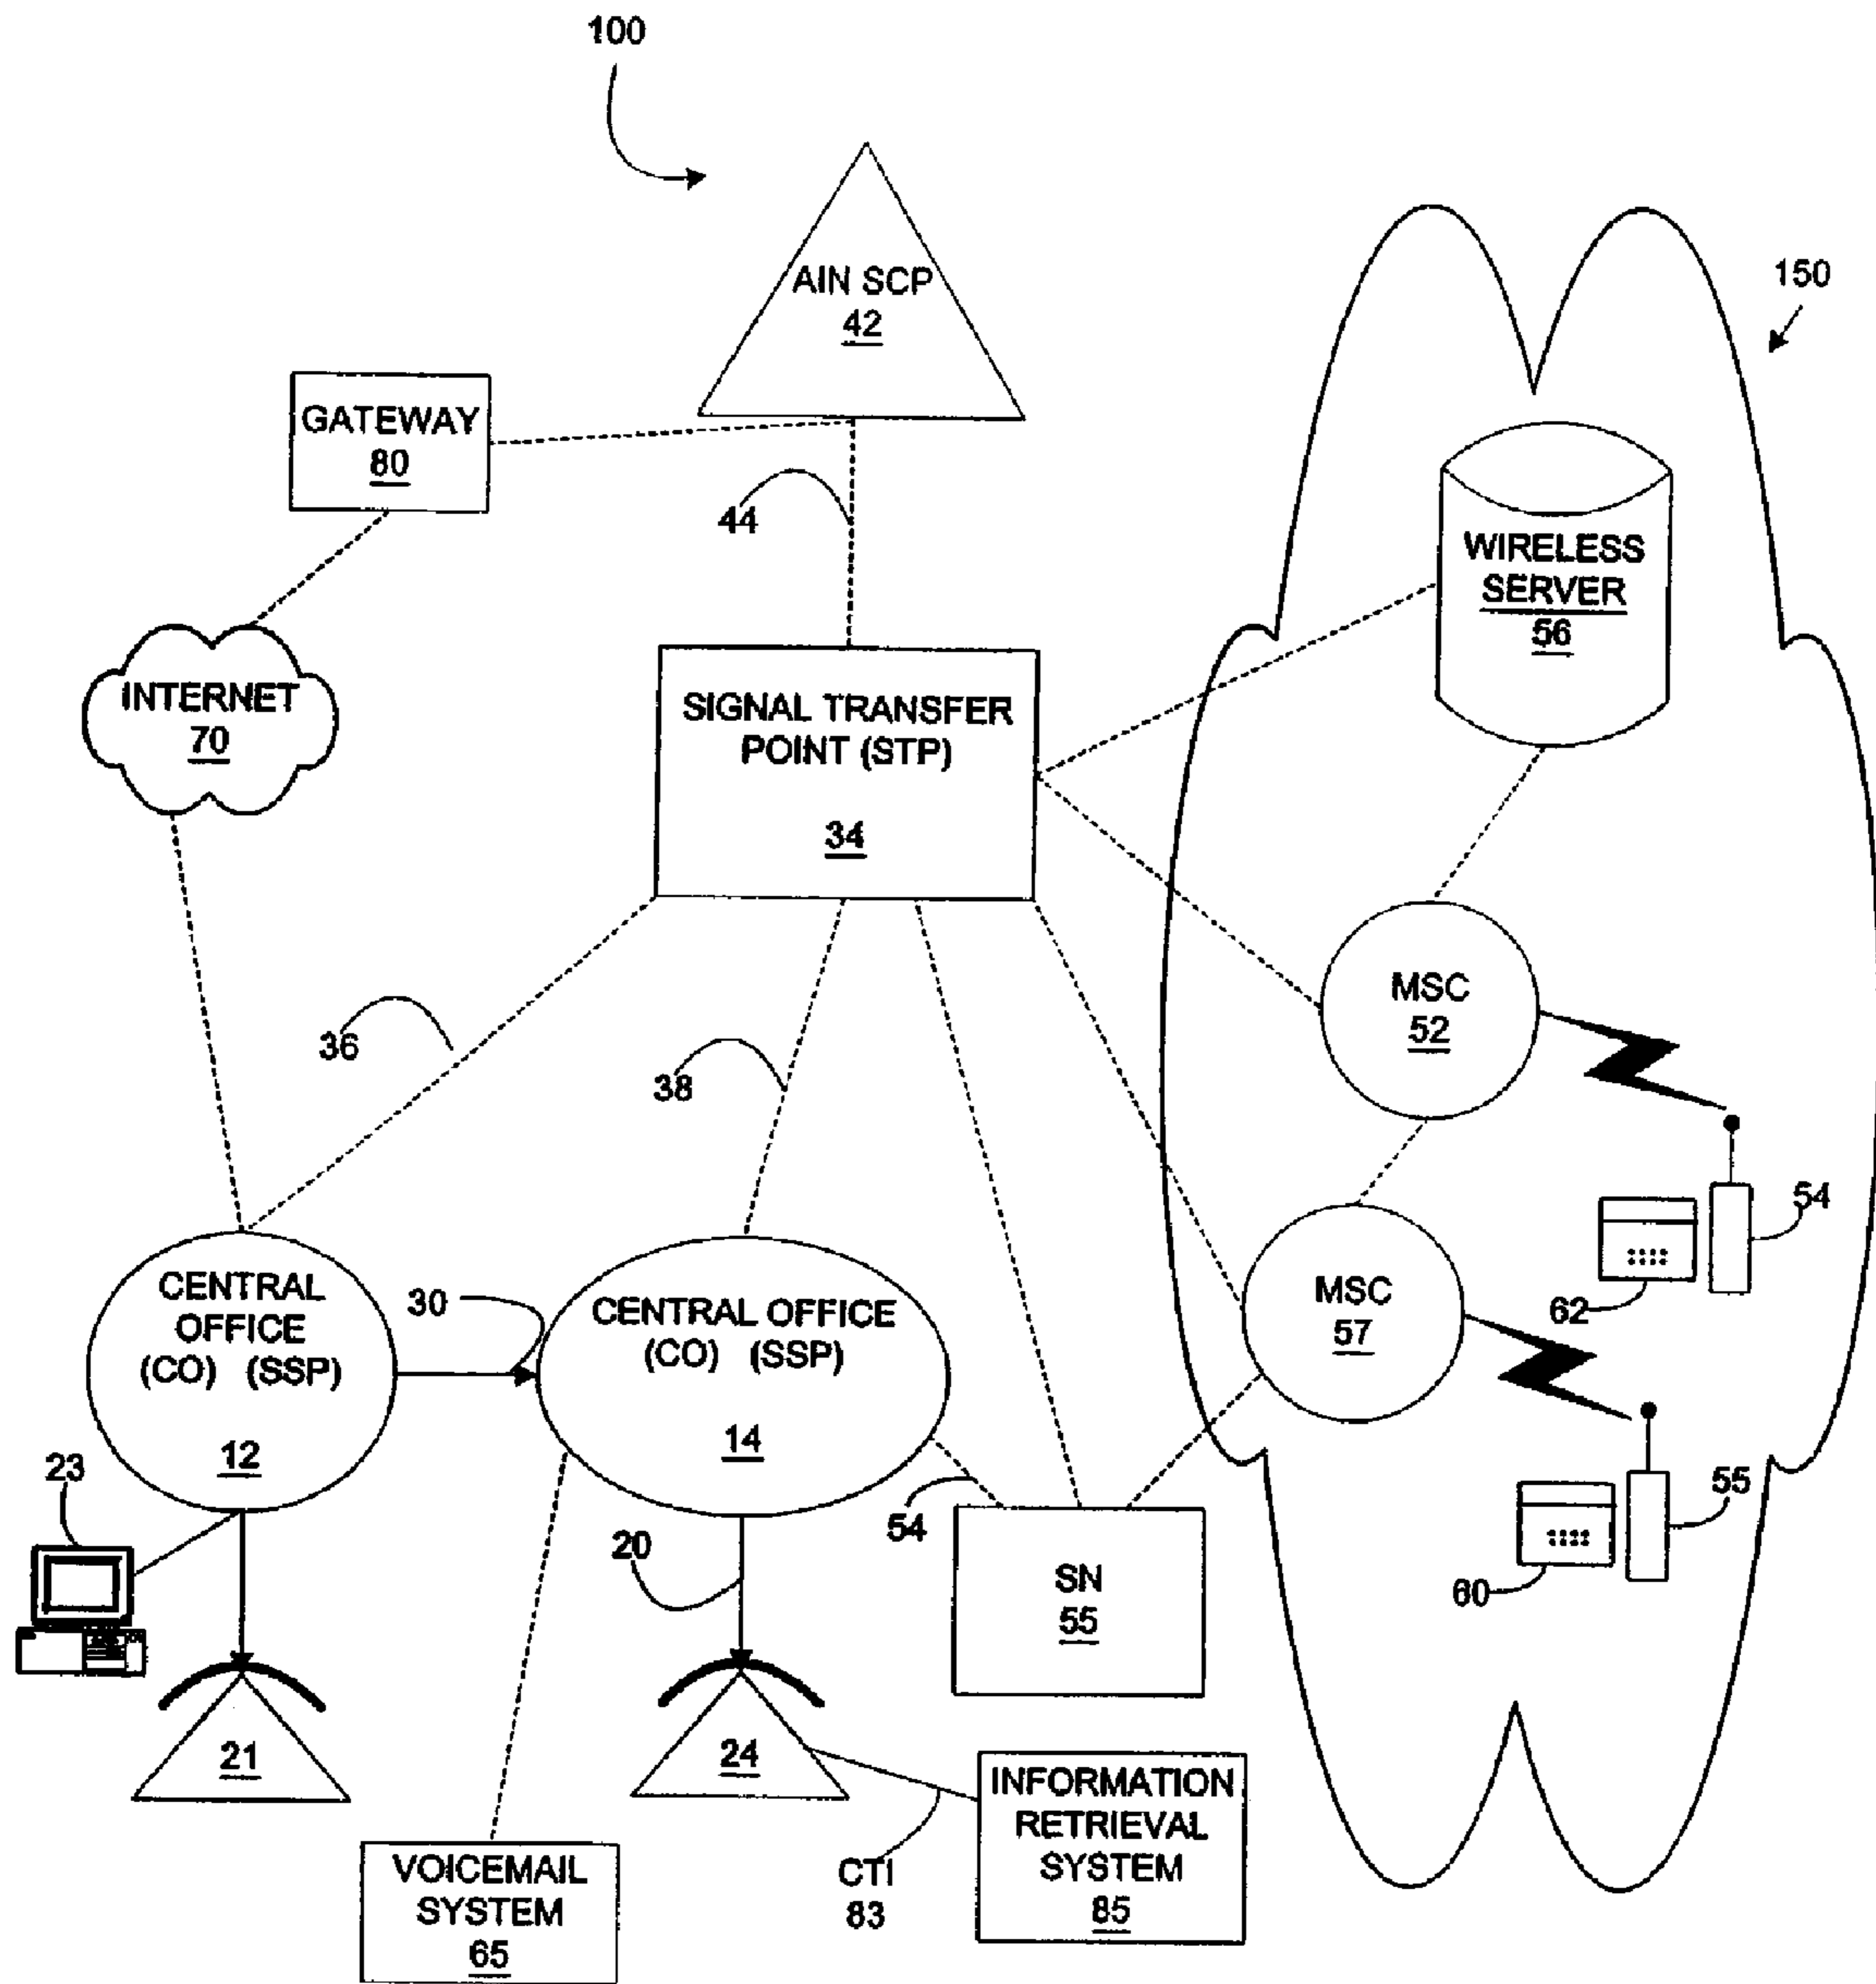 100
AIN SCP
42
150
GATEWAY
80
44
WIRELESS
SERVER
56
INTERNET
70
SIGNAL TRANSFER
POINT (STP)
34
MSC
52
36
38
54
62
CENTRAL
OFFICE
(CO) (SSP)
12
30
CENTRAL OFFICE
(CO) (SSP)
14
MSC
57
23
20
54
SN
55
55
60
21
24
INFORMATION
RETRIEVAL
SYSTEM
85
CTI
83
VOICEMAIL
SYSTEM
65